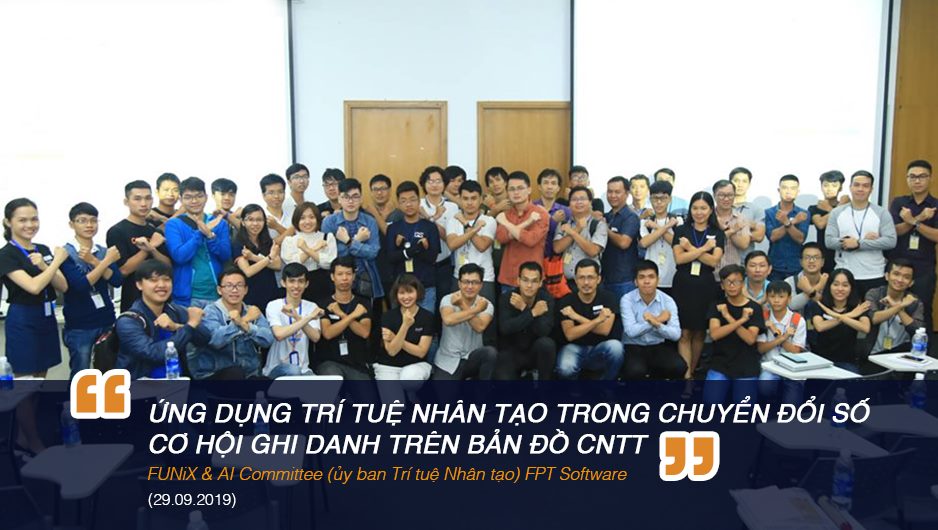 ỨNG DỤNG TRÍ TUỆ NHÂN TẠO TRONG CHUYỂN ĐỔI SỐ
CƠ HỘI GHI DANH TRÊN BẢN ĐỒ CNTT
FUNiX & AI Committee (ủy ban Trí tuệ Nhân tạo) FPT Software
(29.09.2019)